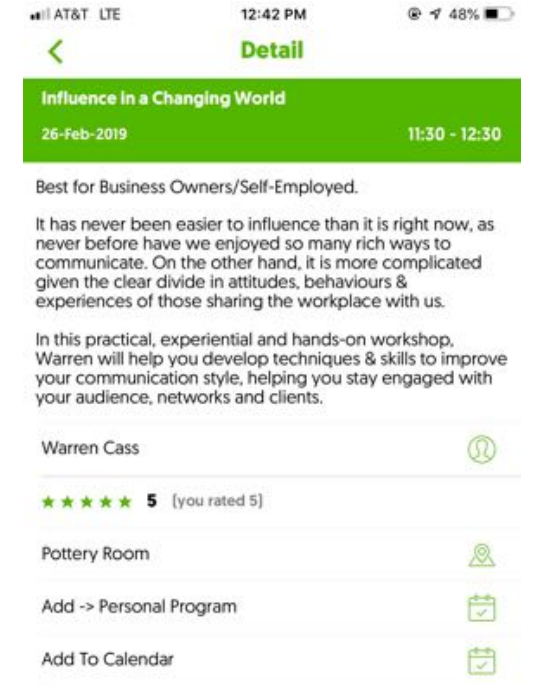 AT&T LTE 12:42 PM 48%
Detail
Influence in a Changing World
26-Feb-2019 11:30 - 12:30
Best for Business Owners/Self-Employed.
It has never been easier to influence than it is right now, as
never before have we enjoyed so many rich ways to
communicate. On the other hand, it is more complicated
given the clear divide in attitudes, behaviours &
experiences of those sharing the workplace with us.
In this practical, experiential and hands-on workshop,
Warren will help you develop techniques & skills to improve
your communication style, helping you stay engaged with
your audience, networks and clients.
Warren Cass
5 (you rated 5)
Pottery Room
Add -> Personal Program
Add To Calendar